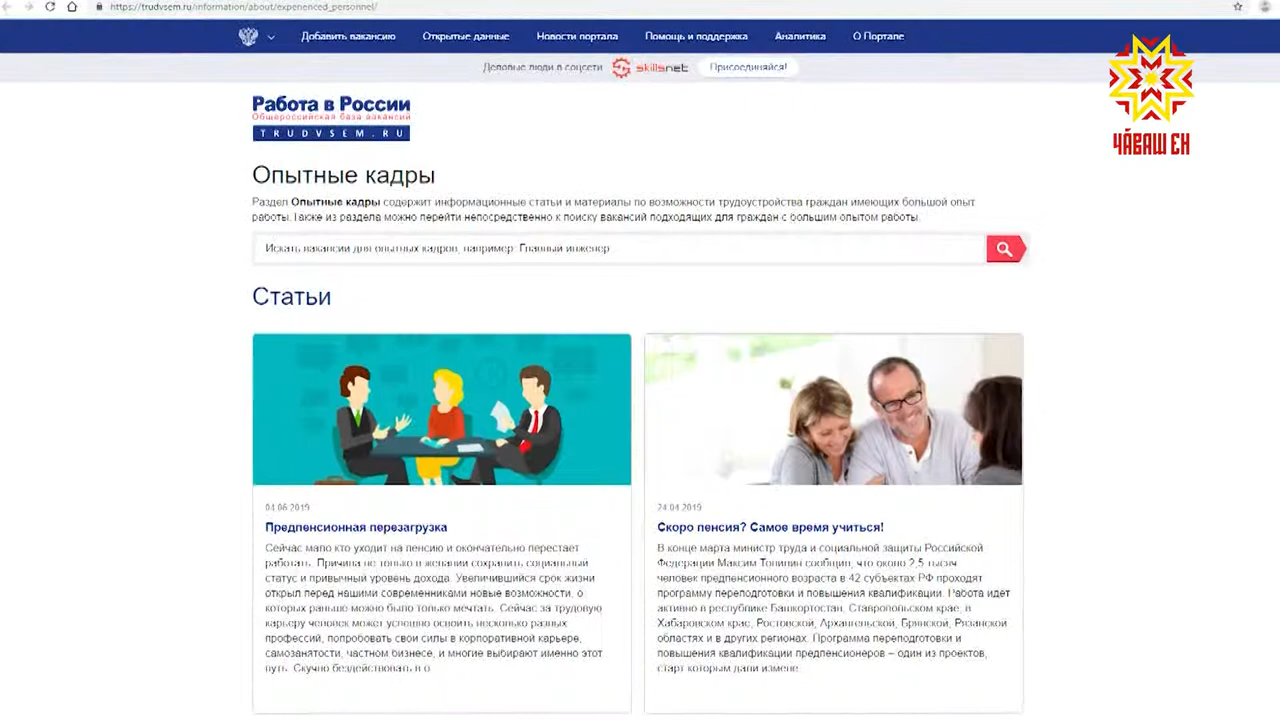 https://trudvsem.ru/information/about/experienced_personnel/
Добавить вакансию Открытые данные Новости портала Помощь и поддержка Аналитика О Портале
Деловые люди в соцсети skillsnet Присоединяйся!
ЧӐВАШ ЕН
Работа в России
Общероссийская база вакансий
TRUDVSEM.RU
Опытные кадры
Раздел Опытные кадры содержит информационные статьи и материалы по возможности трудоустройства граждан имеющих большой опыт
работы. Также из раздела можно перейти непосредственно к поиску вакансий подходящих для граждан с большим опытом работы.
Искать вакансии для опытных кадров, например: Главный инженер
Статьи
04.06.2019
Предпенсионная перезагрузка
Сейчас мало кто уходит на пенсию и окончательно перестает
работать. Причина не только в желании сохранить социальный
статус и привычный уровень дохода. Увеличившийся срок жизни
открыл перед нашими современниками новые возможности, о
которых раньше можно было только мечтать. Сейчас за трудовую
карьеру человек может успешно освоить несколько разных
профессий, попробовать свои силы в корпоративной карьере,
самозанятости, частном бизнесе, и многие выбирают именно этот
путь. Скучно бездействовать в о
24.04.2019
Скоро пенсия? Самое время учиться!
В конце марта министр труда и социальной защиты Российской
Федерации Максим Топилин сообщил, что около 2,5 тысяч
человек предпенсионного возраста в 42 субъектах РФ проходят
программу переподготовки и повышения квалификации. Работа идет
активно в республике Башкортостан, Ставропольском крае, в
Хабаровском крае, Ростовской, Архангельской, Брянской, Рязанской
областях и в других регионах. Программа переподготовки и
повышения квалификации предпенсионеров – один из проектов,
старт которым дали измене